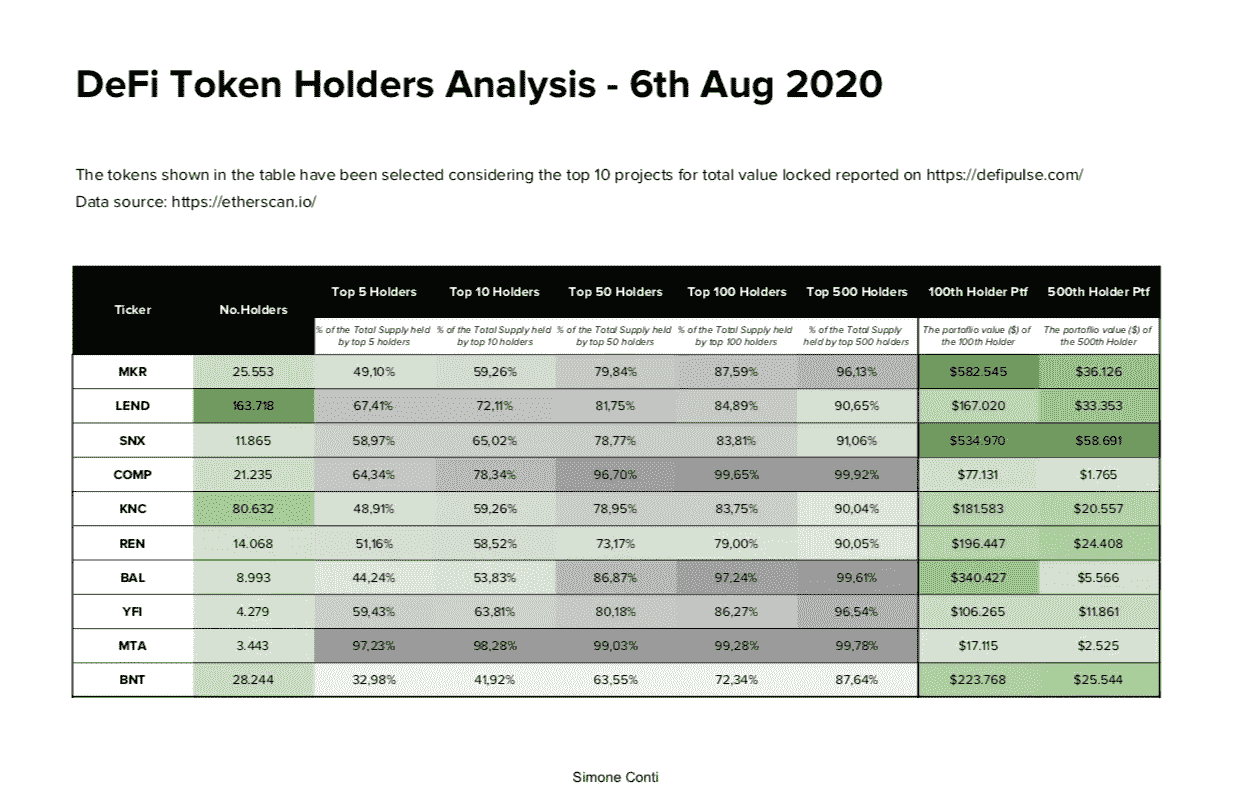 DeFi Token Holders Analysis - 6th Aug 2020
The tokens shown in the table have been selected considering the top 10 projects for total value locked reported on https://defipulse.com/
Data source: https://etherscan.io/
Ticker No.Holders Top 5 Holders Top 10 Holders Top 50 Holders Top 100 Holders Top 500 Holders 100th Holder Ptf 500th Holder Ptf
% of the Total Supply held % of the Total Supply held % of the Total Supply held % of the Total Supply held % of the Total Supply The portaflio value ($) of The portoflio value ($) of
by top 5 holders by top 10 holders by top 50 holders by top 100 holders held by top 500 holders the 100th Holder the 500th Holder
MKR 25.553 49,10% 59,26% 79,84% 87,59% 96,13% $582.545 $36.126
LEND 163.718 67,41% 72,11% 81,75% 84,89% 90,65% $167.020 $33.353
SNX 11.865 58,97% 65,02% 78,77% 83,81% 91,06% $534.970 $58.691
COMP 21.235 64,34% 78,34% 96,70% 99,65% 99,92% $77.131 $1.765
KNC 80.632 48,91% 59,26% 78,95% 83,75% 90,04% $181.583 $20.557
REN 14.068 51,16% 58,52% 73,17% 79,00% 90,05% $196.447 $24.408
BAL 8.993 44,24% 53,83% 86,87% 97,24% 99,61% $340.427 $5.566
YFI 4.279 59,43% 63,81% 80,18% 86,27% 96,54% $106.265 $11.861
MTA 3.443 97,23% 98,28% 99,03% 99,28% 99,78% $17.115 $2.525
BNT 28.244 32,98% 41,92% 63,55% 72,34% 87,64% $223.768 $25.544
Simone Conti